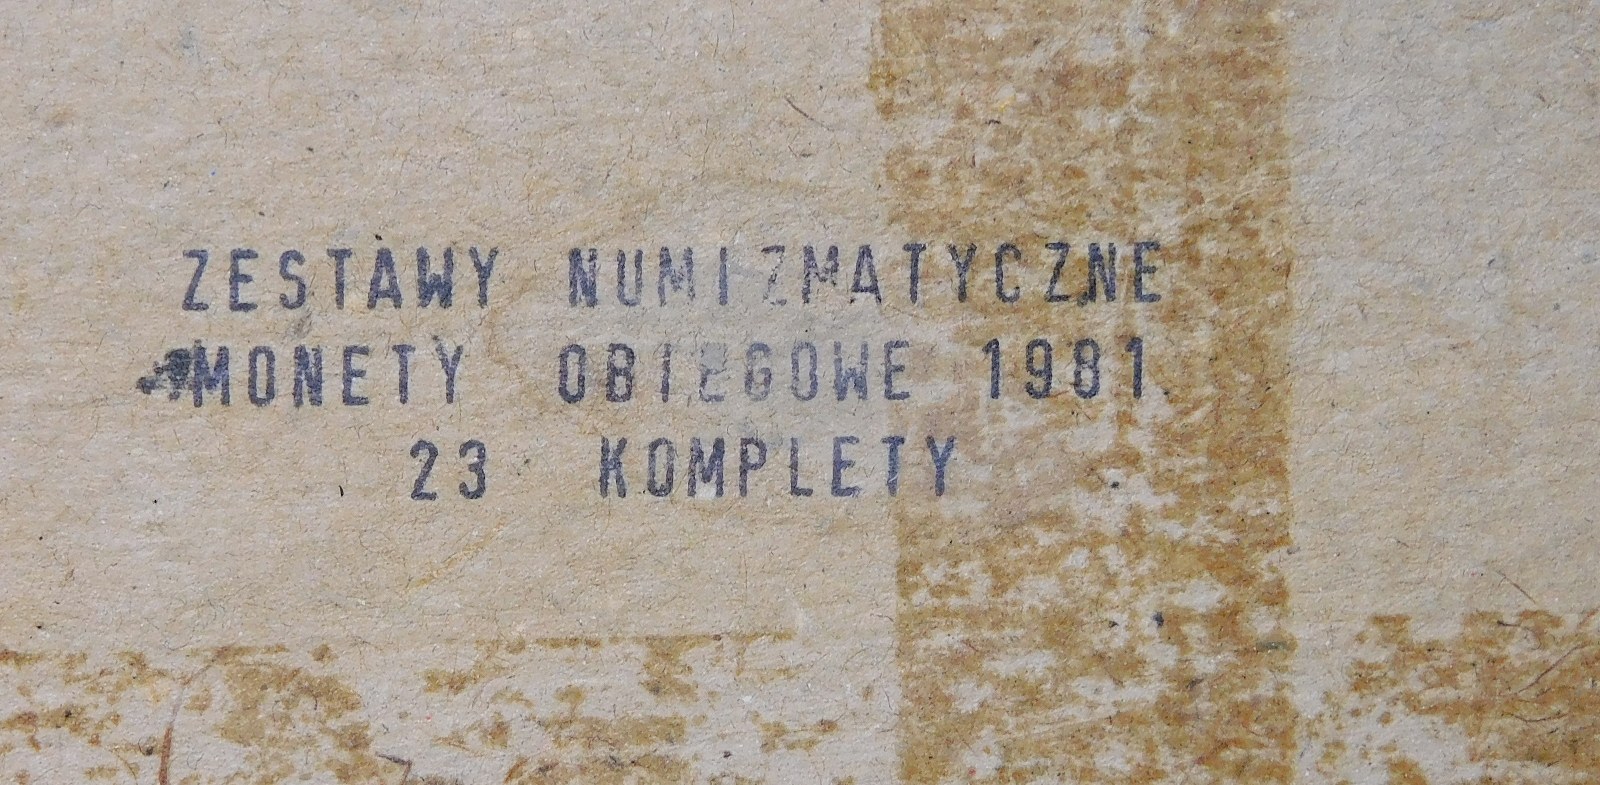 ZESTAWY NUMIZMATYCZNE
MONETY OBIEGOWE 1981
23 KOMPLETY